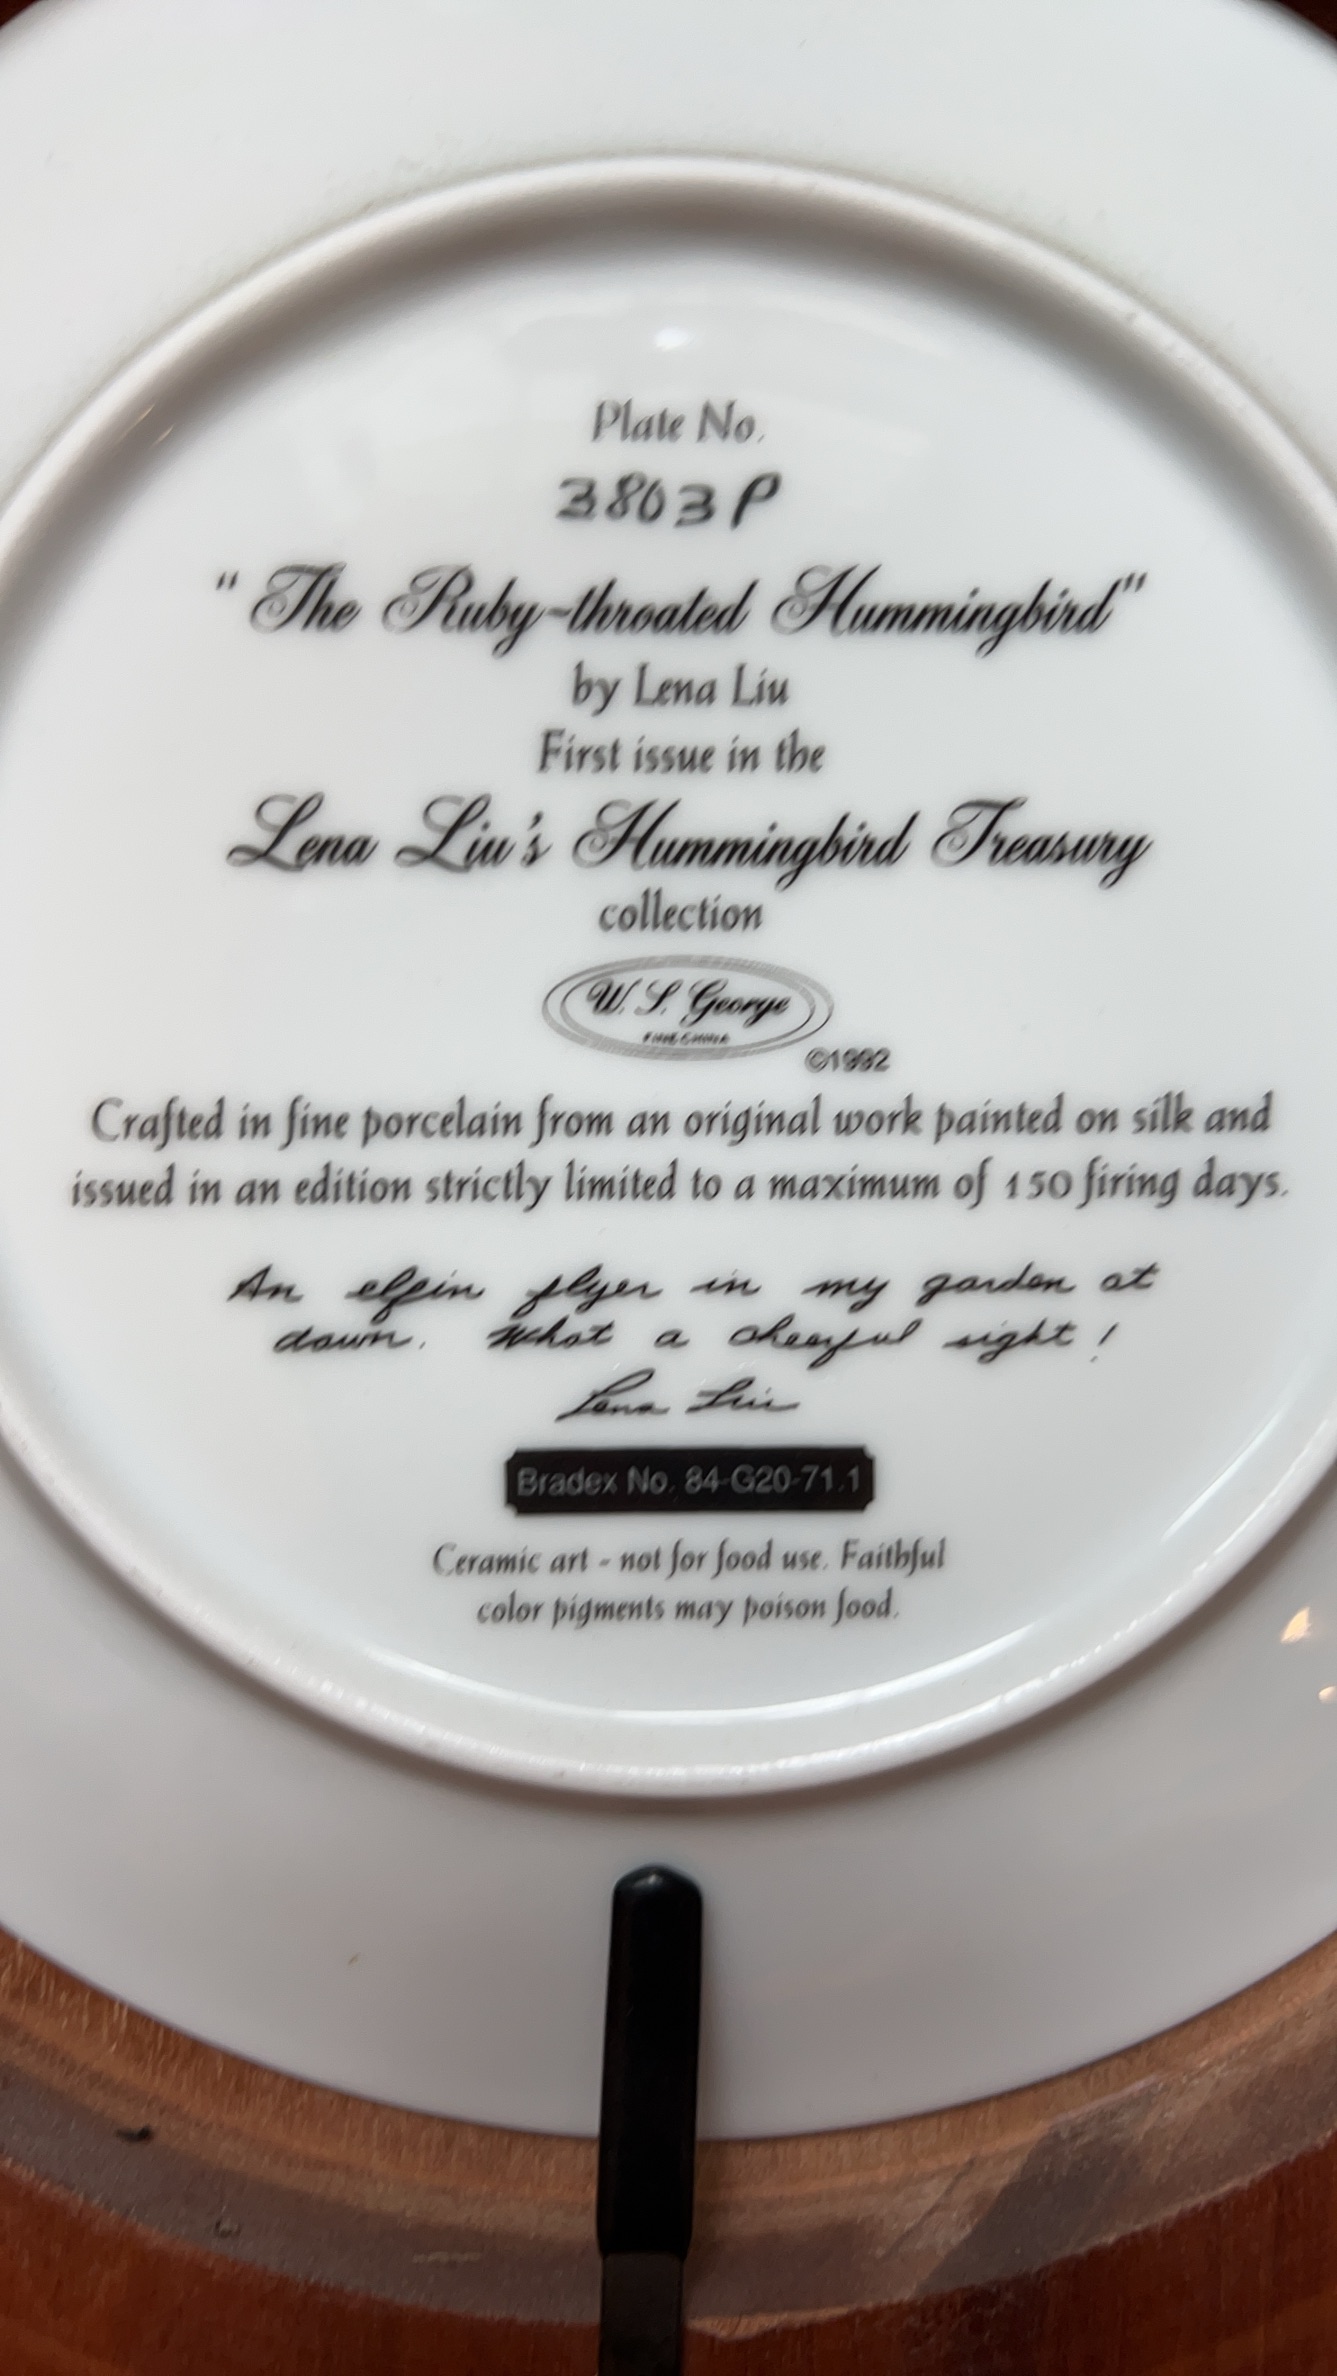 Plate No.
3803P
"The Ruby-throated Hummingbird"
by Lena Liu
First issue in the
Lena Liu's Hummingbird Treasury
collection
W. S. George
FINE CHINA
©1992
Crafted in fine porcelain from an original work painted on silk and
issued in an edition strictly limited to a maximum of 150 firing days.
An elfin flyer in my garden at
dawn. What a cheerful sight!
Lena Liu
Bradex No. 84-G20-71.1
Ceramic art - not for food use. Faithful
color pigments may poison food.